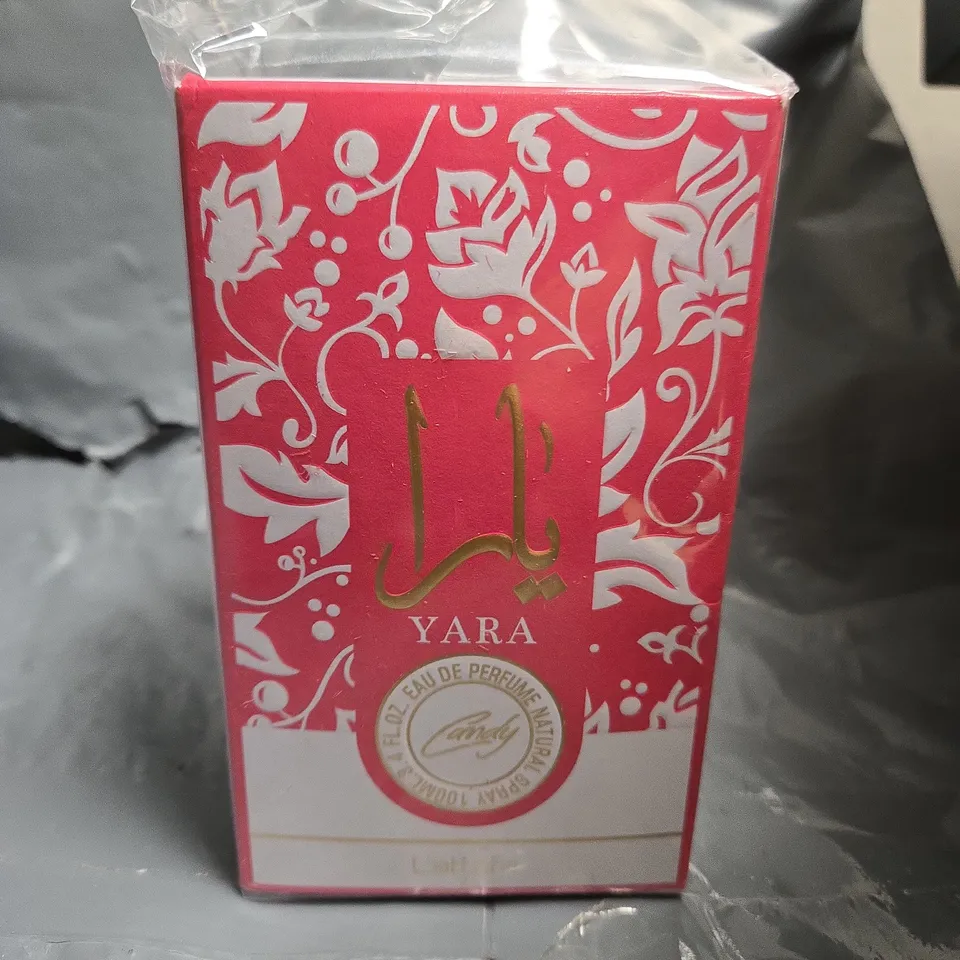 يارا
YARA
EAU DE PERFUME NATURAL SPRAY 100ML 3.4 FL.OZ.
Candy